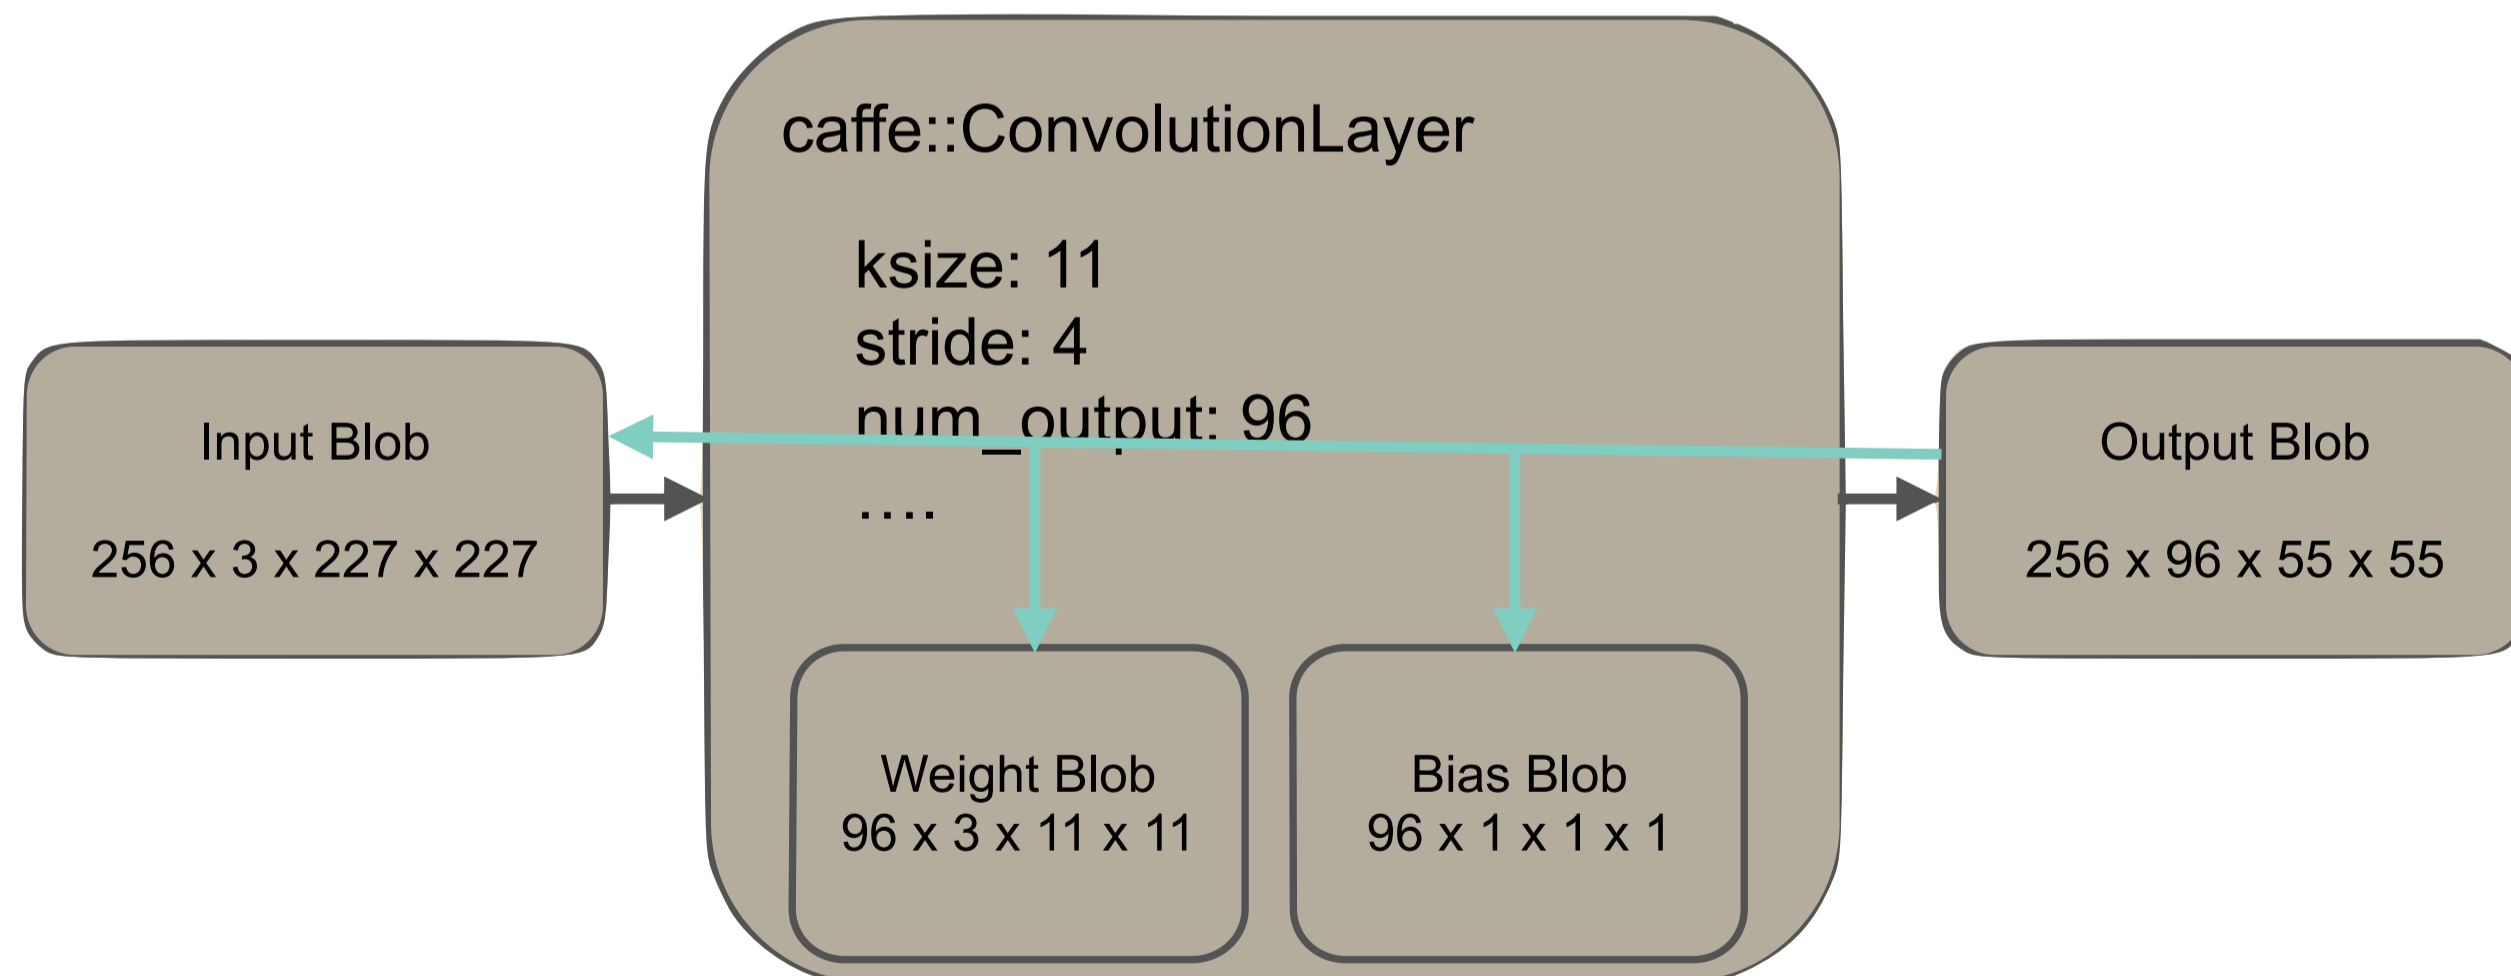 caffe::ConvolutionLayer
ksize: 11
stride: 4
num_output: 96
....
Input Blob
256 x 3 x 227 x 227
Output Blob
256 x 96 x 55 x 55
Weight Blob
96 x 3 x 11 x 11
Bias Blob
96 x 1 x 1 x 1